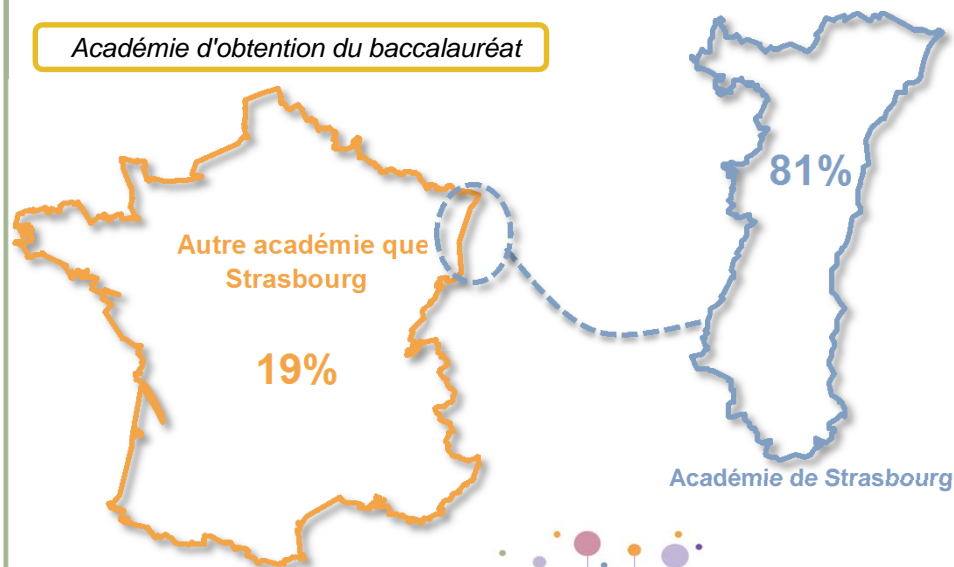 Académie d'obtention du baccalauréat
81%
Autre académie que
Strasbourg
19%
Académie de Strasbourg